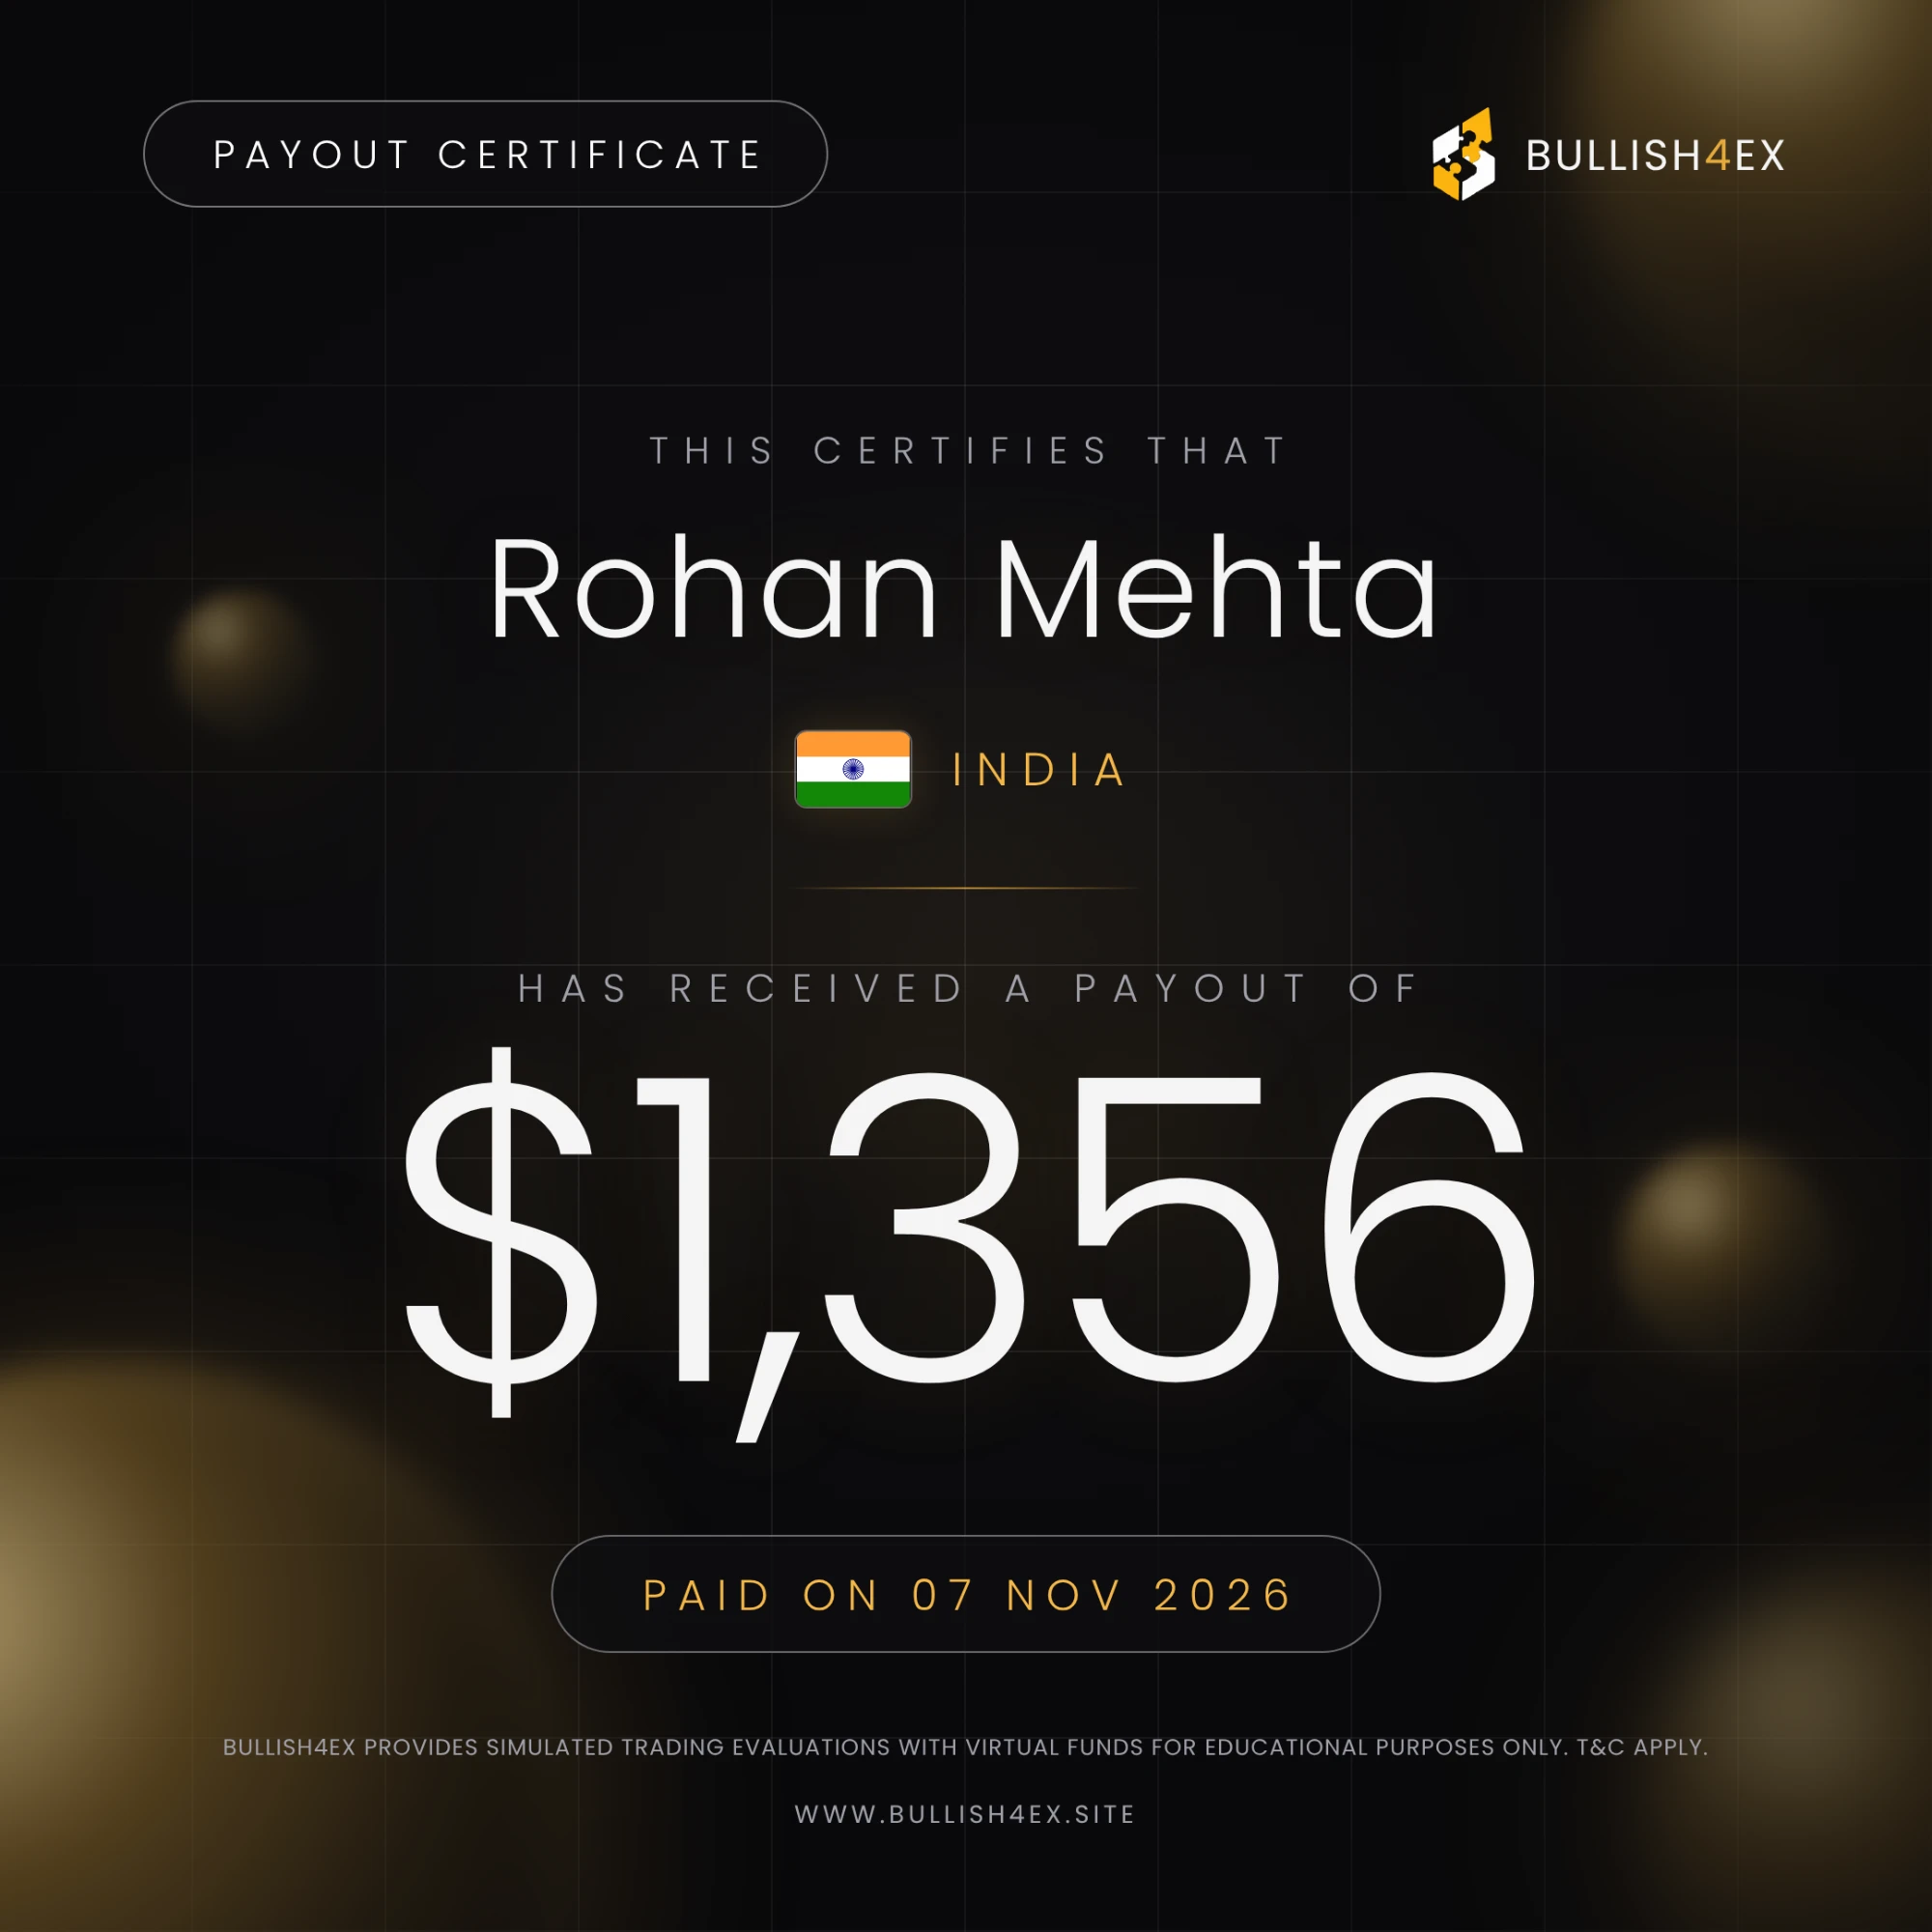 PAYOUT CERTIFICATE
BULLISH4EX
THIS CERTIFIES THAT
Rohan Mehta
INDIA
HAS RECEIVED A PAYOUT OF
$1,356
PAID ON 07 NOV 2026
BULLISH4EX PROVIDES SIMULATED TRADING EVALUATIONS WITH VIRTUAL FUNDS FOR EDUCATIONAL PURPOSES ONLY. T&C APPLY.
WWW.BULLISH4EX.SITE